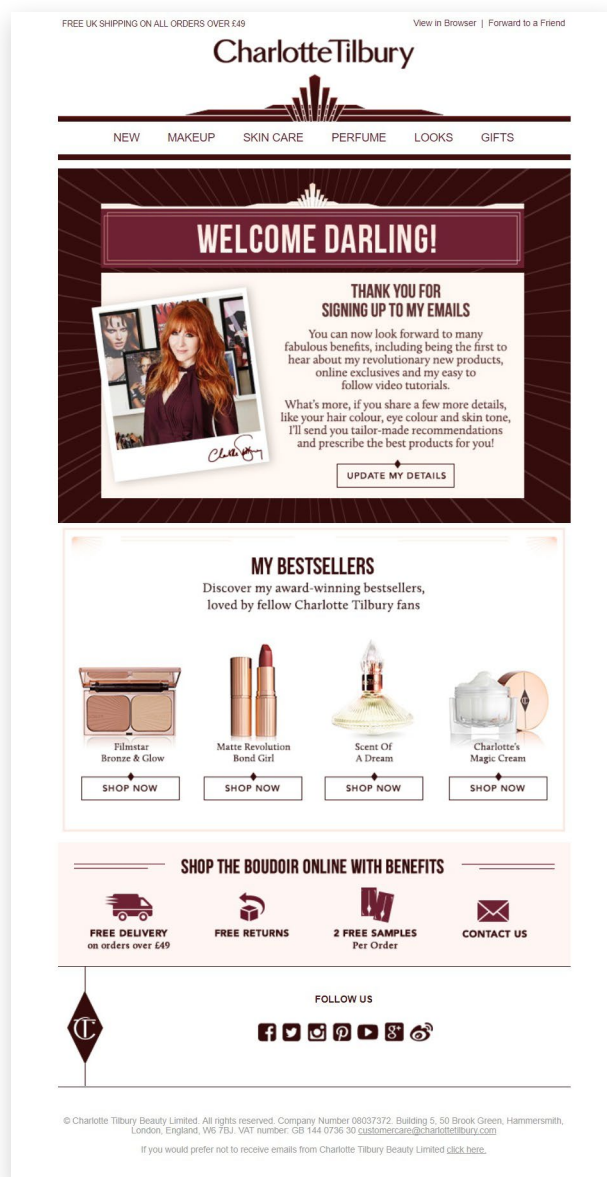 FREE UK SHIPPING ON ALL ORDERS OVER £49
View in Browser | Forward to a Friend
CharlotteTilbury
NEW MAKEUP SKIN CARE PERFUME LOOKS GIFTS
WELCOME DARLING!
THANK YOU FOR
SIGNING UP TO MY EMAILS
You can now look forward to many
fabulous benefits, including being the first to
hear about my revolutionary new products,
online exclusives and my easy to
follow video tutorials.
What's more, if you share a few more details,
like your hair colour, eye colour and skin tone,
I'll send you tailor-made recommendations
and prescribe the best products for you!
UPDATE MY DETAILS
MY BESTSELLERS
Discover my award-winning bestsellers,
loved by fellow Charlotte Tilbury fans
Filmstar
Bronze & Glow
SHOP NOW
Matte Revolution
Bond Girl
SHOP NOW
Scent Of
A Dream
SHOP NOW
Charlotte's
Magic Cream
SHOP NOW
SHOP THE BOUDOIR ONLINE WITH BENEFITS
FREE DELIVERY
on orders over £49
FREE RETURNS
2 FREE SAMPLES
Per Order
CONTACT US
FOLLOW US
© Charlotte Tilbury Beauty Limited. All rights reserved. Company Number 08037372. Building 5, 50 Brook Green, Hammersmith,
London, England, W6 7BJ. VAT number: GB 144 0736 30 customercare@charlottetilbury.com
If you would prefer not to receive emails from Charlotte Tilbury Beauty Limited click here.